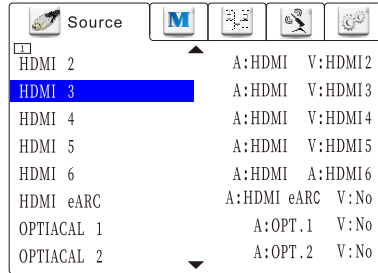 Source M
1
HDMI 2 A:HDMI V:HDMI2
HDMI 3 A:HDMI V:HDMI3
HDMI 4 A:HDMI V:HDMI4
HDMI 5 A:HDMI V:HDMI5
HDMI 6 A:HDMI A:HDMI6
HDMI eARC A:HDMI eARC V:No
OPTIACAL 1 A:OPT.1 V:No
OPTIACAL 2 A:OPT.2 V:No